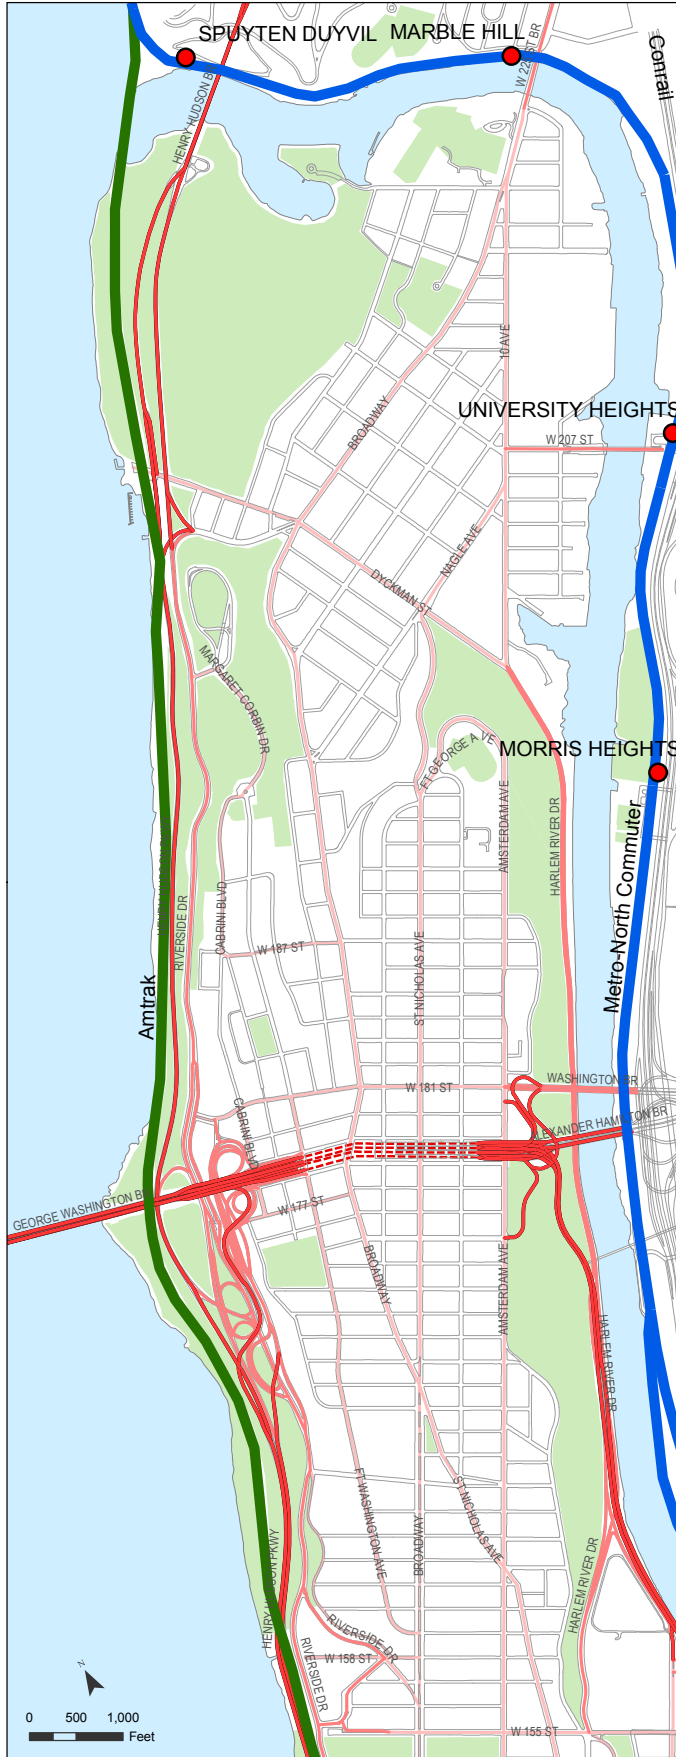 SPUYTEN DUYVIL
MARBLE HILL
W 225 ST BR
Conrail
HENRY HUDSON BR
10 AVE
BROADWAY
UNIVERSITY HEIGHTS
W 207 ST
NAGLE AVE
DYCKMAN ST
MARGARET CORBIN DR
FT GEORGE A VE
MORRIS HEIGHTS
AMSTERDAM AVE
HARLEM RIVER DR
Metro-North Commuter
RIVERSIDE DR
CABRINI BLVD
W 187 ST
ST NICHOLAS AVE
Amtrak
W 181 ST
WASHINGTON BR
CABRINI BLVD
ALEXANDER HAMILTON BR
GEORGE WASHINGTON BR
W 177 ST
BROADWAY
AMSTERDAM AVE
HARLEM RIVER DR
FT WASHINGTON AVE
BROADWAY
ST NICHOLAS AVE
HENRY HUDSON PKWY
HARLEM RIVER DR
RIVERSIDE DR
RIVERSIDE DR
W 158 ST
W 155 ST
N
0 500 1,000
Feet